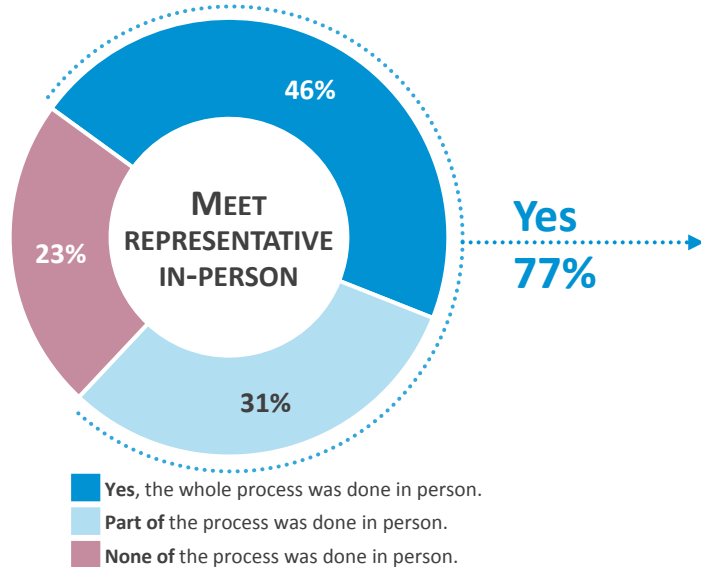 46%
MEET
REPRESENTATIVE
IN-PERSON
23%
31%
Yes
77%
Yes, the whole process was done in person.
Part of the process was done in person.
None of the process was done in person.